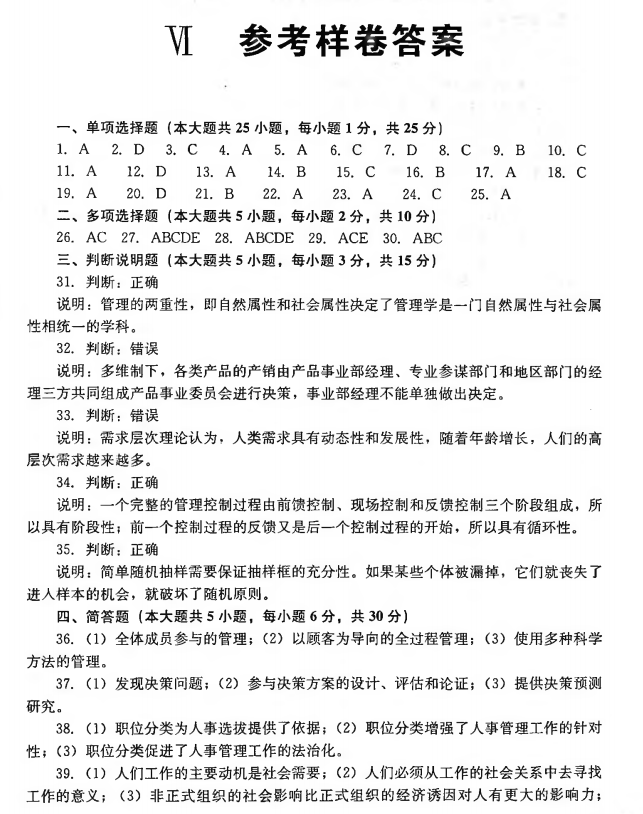 Ⅵ 参考样卷答案
一、单项选择题（本大题共 25 小题，每小题 1 分，共 25 分）
1. A 2. D 3. C 4. A 5. A 6. C 7. D 8. C 9. B 10. C
11. A 12. D 13. A 14. B 15. C 16. B 17. A 18. C
19. A 20. D 21. B 22. A 23. A 24. C 25. A
二、多项选择题（本大题共 5 小题，每小题 2 分，共 10 分）
26. AC 27. ABCDE 28. ABCDE 29. ACE 30. ABC
三、判断说明题（本大题共 5 小题，每小题 3 分，共 15 分）
31. 判断：正确
说明：管理的两重性，即自然属性和社会属性决定了管理学是一门自然属性与社会属
性相统一的学科。
32. 判断：错误
说明：多维制下，各类产品的产销由产品事业部经理、专业参谋部门和地区部门的经
理三方共同组成产品事业委员会进行决策，事业部经理不能单独做出决定。
33. 判断：错误
说明：需求层次理论认为，人类需求具有动态性和发展性，随着年龄增长，人们的高
层次需求越来越多。
34. 判断：正确
说明：一个完整的管理控制过程由前馈控制、现场控制和反馈控制三个阶段组成，所
以具有阶段性；前一个控制过程的反馈又是后一个控制过程的开始，所以具有循环性。
35. 判断：正确
说明：简单随机抽样需要保证抽样框的充分性。如果某些个体被漏掉，它们就丧失了
进入样本的机会，就破坏了随机原则。
四、简答题（本大题共 5 小题，每小题 6 分，共 30 分）
36.（1）全体成员参与的管理；（2）以顾客为导向的全过程管理；（3）使用多种科学
方法的管理。
37.（1）发现决策问题；（2）参与决策方案的设计、评估和论证；（3）提供决策预测
研究。
38.（1）职位分类为人事选拔提供了依据；（2）职位分类增强了人事管理工作的针对
性；（3）职位分类促进了人事管理工作的法治化。
39.（1）人们工作的主要动机是社会需要；（2）人们必须从工作的社会关系中去寻找
工作的意义；（3）非正式组织的社会影响比正式组织的经济诱因对人有更大的影响力；